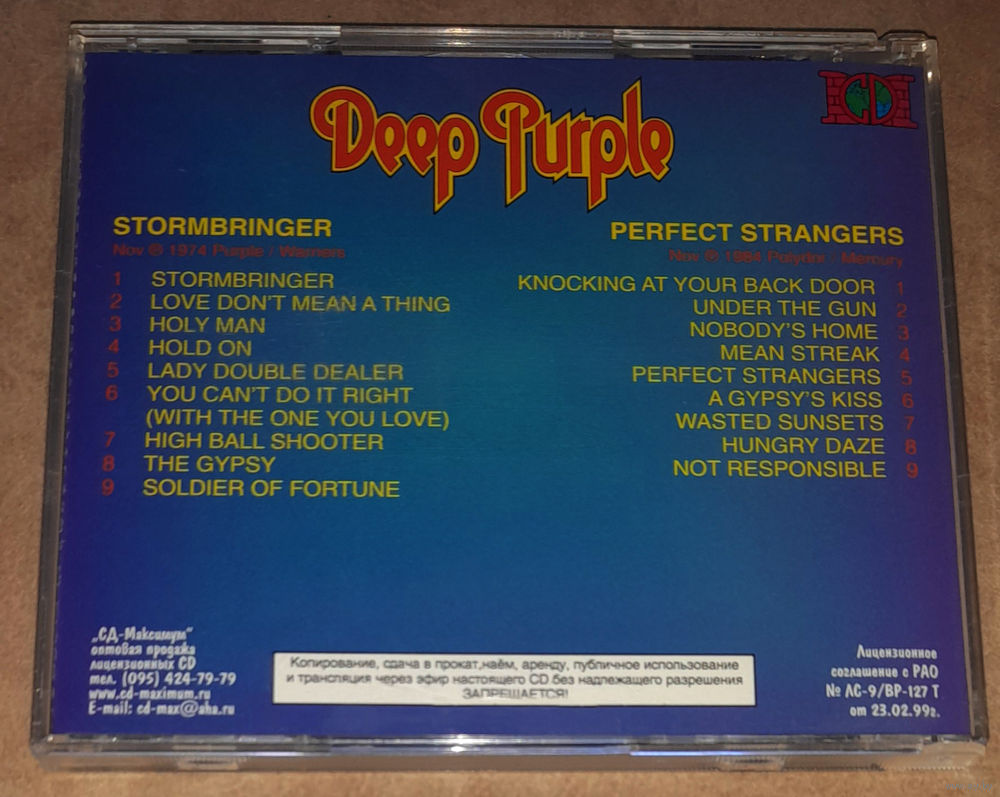 Deep Purple
CD
STORMBRINGER
Nov ℗ 1974 Purple / Warners
1 STORMBRINGER
2 LOVE DON'T MEAN A THING
3 HOLY MAN
4 HOLD ON
5 LADY DOUBLE DEALER
6 YOU CAN'T DO IT RIGHT
(WITH THE ONE YOU LOVE)
7 HIGH BALL SHOOTER
8 THE GYPSY
9 SOLDIER OF FORTUNE
PERFECT STRANGERS
Nov ℗ 1984 Polydor / Mercury
KNOCKING AT YOUR BACK DOOR 1
UNDER THE GUN 2
NOBODY'S HOME 3
MEAN STREAK 4
PERFECT STRANGERS 5
A GYPSY'S KISS 6
WASTED SUNSETS 7
HUNGRY DAZE 8
NOT RESPONSIBLE 9
„СД-Максимум"
оптовая продажа
лицензионных CD
тел. (095) 424-79-79
www.cd-maximum.ru
E-mail: cd-max@aha.ru
Копирование, сдача в прокат,наём, аренду, публичное использование
и трансляция через эфир настоящего CD без надлежащего разрешения
ЗАПРЕЩАЕТСЯ!
Лицензионное
соглашение с РАО
№ ЛС-9/ВР-127 Т
от 23.02.99г.